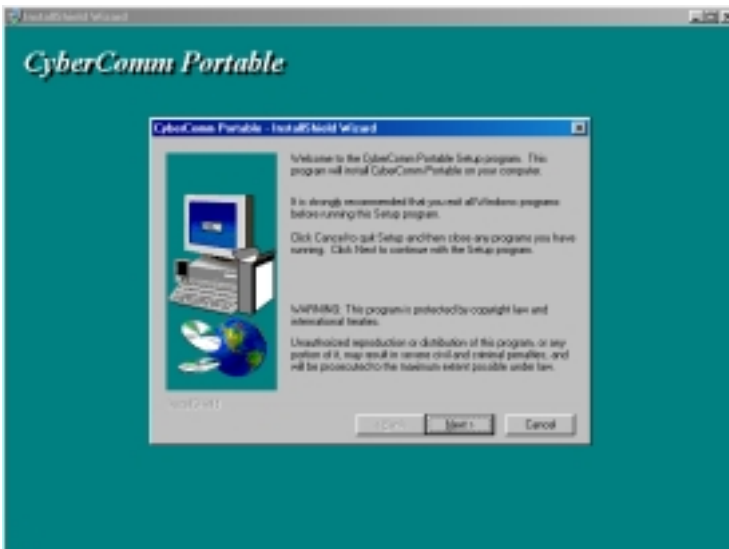 InstallShield Wizard
CyberComm Portable
CyberComm Portable - InstallShield Wizard
Welcome to the CyberComm Portable Setup program. This
program will install CyberComm Portable on your computer.
It is strongly recommended that you exit all Windows programs
before running this Setup program.
Click Cancel to quit Setup and then close any programs you have
running. Click Next to continue with the Setup program.
WARNING: This program is protected by copyright law and
international treaties.
Unauthorized reproduction or distribution of this program, or any
portion of it, may result in severe civil and criminal penalties, and
will be prosecuted to the maximum extent possible under law.
InstallShield
< Back
Next >
Cancel